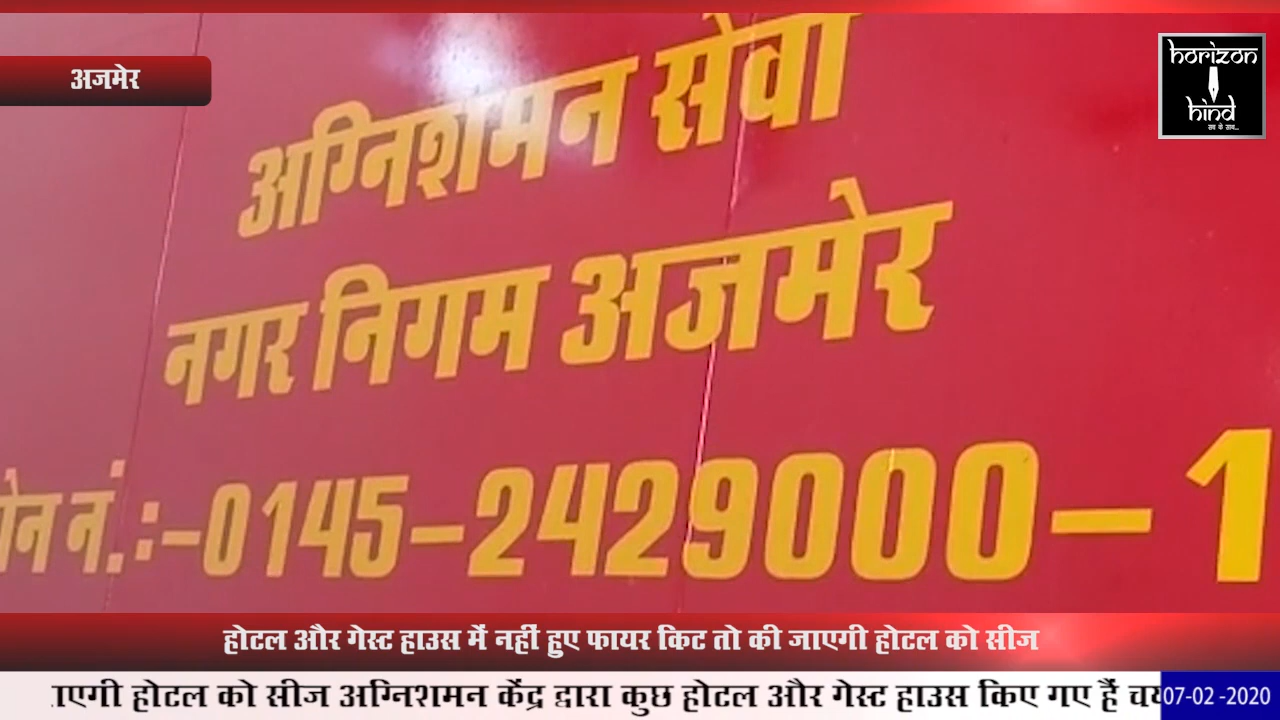 अजमेर
horizon
hind
सब के साथ...
अग्निशमन सेवा
नगर निगम अजमेर
नं.:-0145-2429000-1
होटल और गेस्ट हाउस में नहीं हुए फायर किट तो की जाएगी होटल को सीज
होटल को सीज अग्निशमन केंद्र द्वारा कुछ होटल और गेस्ट हाउस किए गए हैं
07-02 -2020